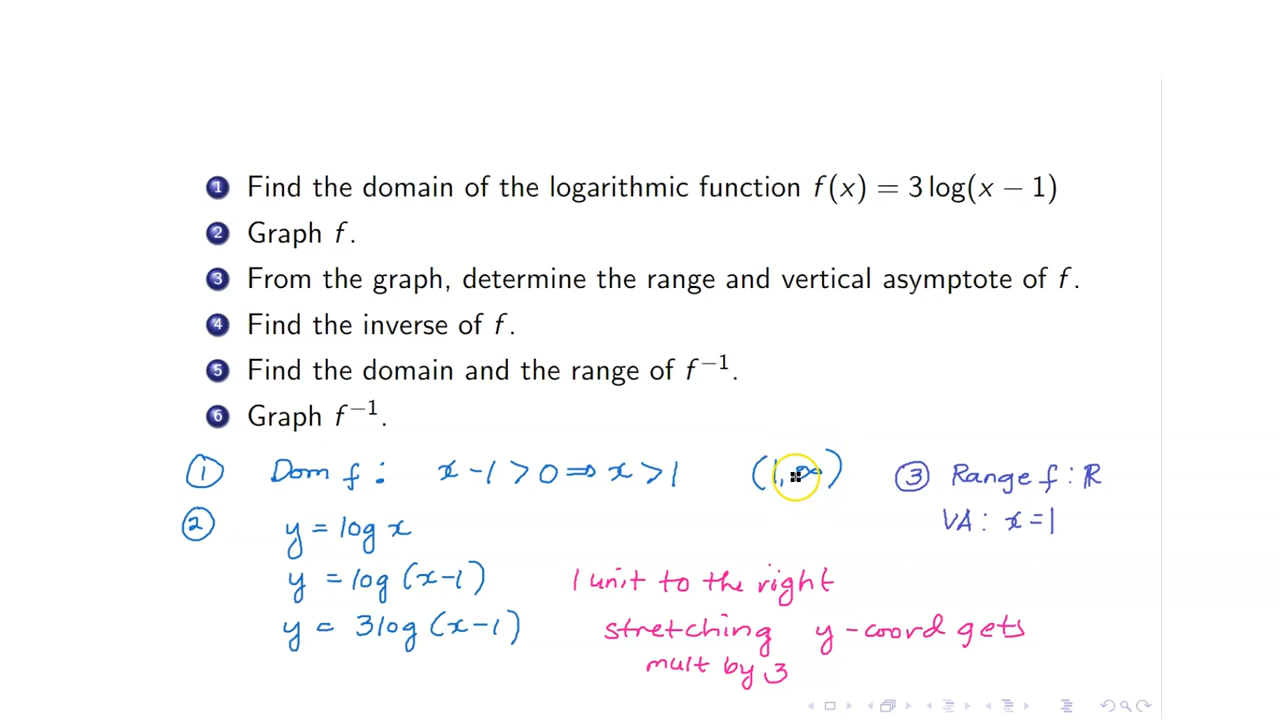 1 Find the domain of the logarithmic function f(x) = 3 log(x − 1)
2 Graph f.
3 From the graph, determine the range and vertical asymptote of f.
4 Find the inverse of f.
5 Find the domain and the range of f⁻¹.
6 Graph f⁻¹.
① Dom f : x - 1 > 0 ⇒ x > 1 (1, ∞)
③ Range f : ℝ
VA : x = 1
② y = log x
y = log (x-1) 1 unit to the right
y = 3log (x-1) stretching y-coord gets
mult by 3